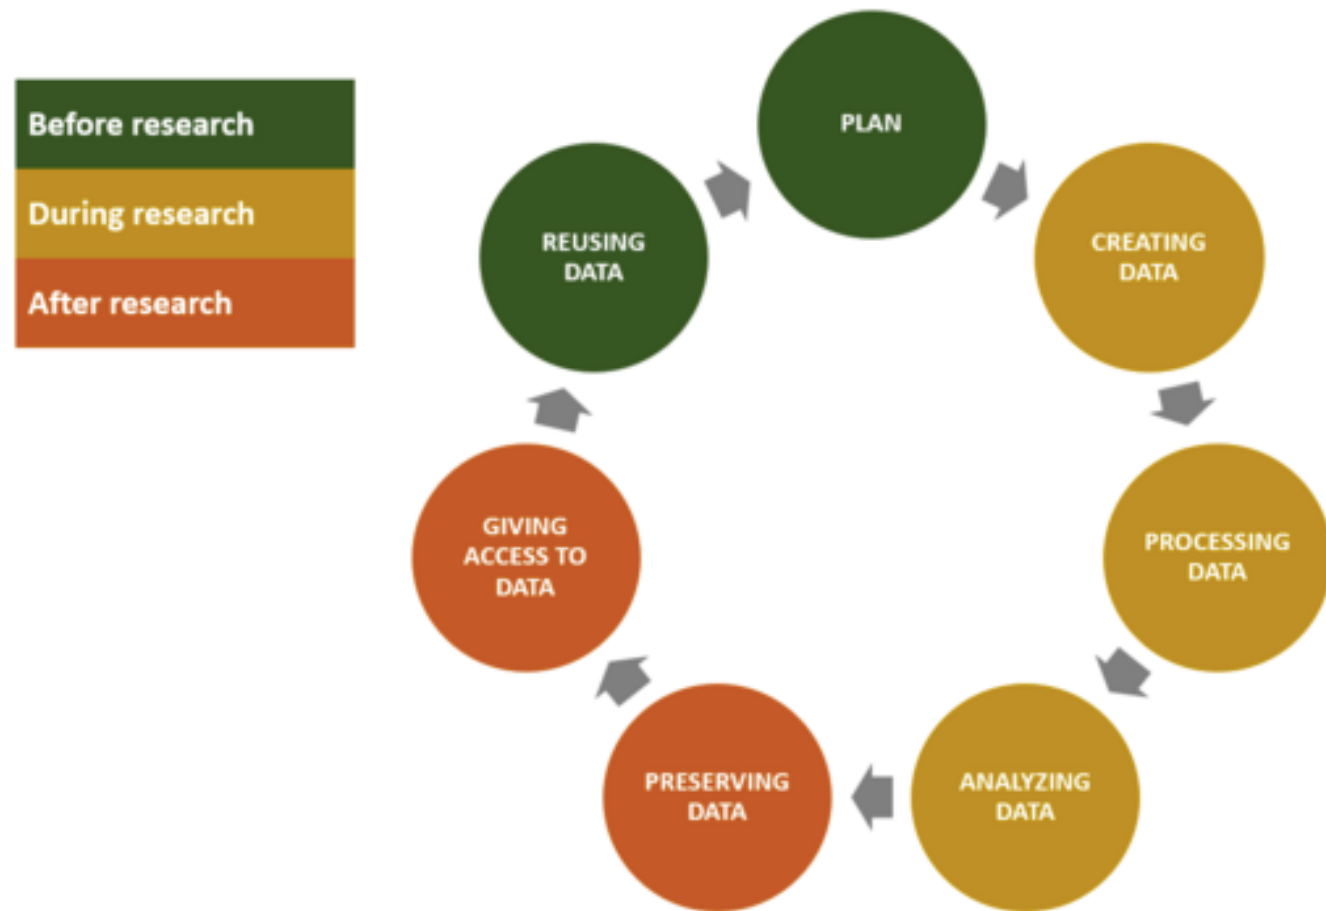 Before research
During research
After research
PLAN
CREATING
DATA
PROCESSING
DATA
ANALYZING
DATA
PRESERVING
DATA
GIVING
ACCESS TO
DATA
REUSING
DATA